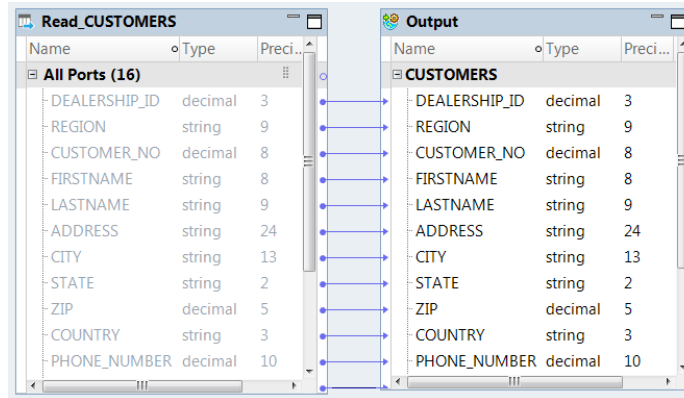 Read_CUSTOMERS
Name Type Preci...
All Ports (16)
DEALERSHIP_ID decimal 3
REGION string 9
CUSTOMER_NO decimal 8
FIRSTNAME string 8
LASTNAME string 9
ADDRESS string 24
CITY string 13
STATE string 2
ZIP decimal 5
COUNTRY string 3
PHONE_NUMBER decimal 10
Output
Name Type Preci...
CUSTOMERS
DEALERSHIP_ID decimal 3
REGION string 9
CUSTOMER_NO decimal 8
FIRSTNAME string 8
LASTNAME string 9
ADDRESS string 24
CITY string 13
STATE string 2
ZIP decimal 5
COUNTRY string 3
PHONE_NUMBER decimal 10